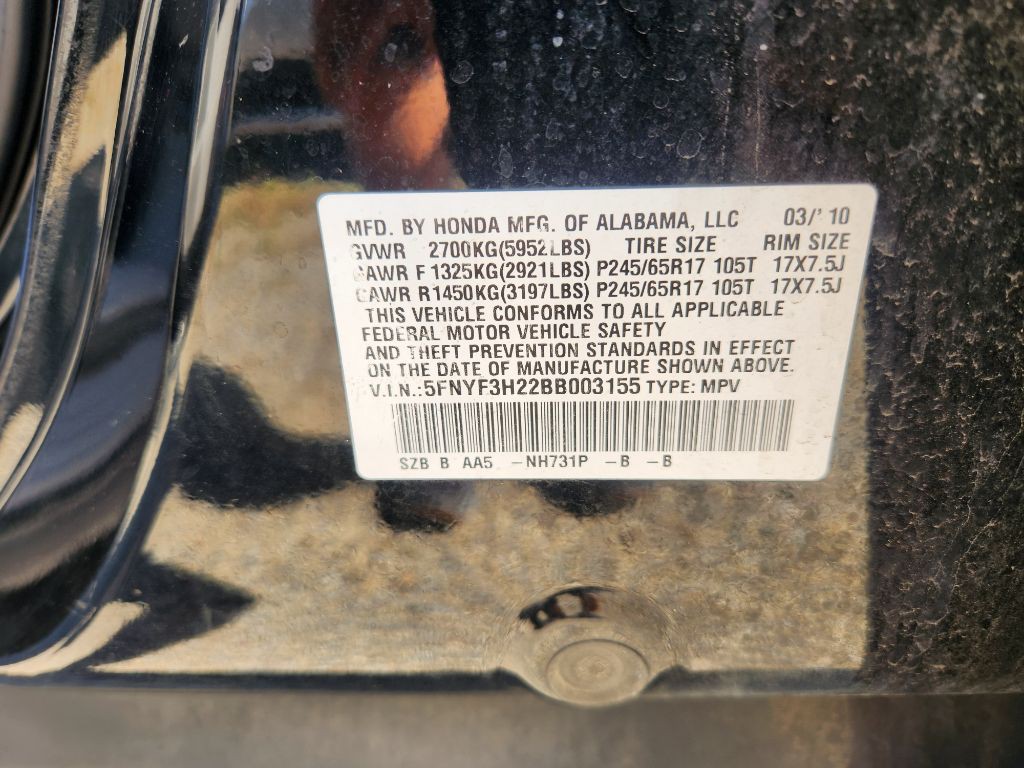 MFD. BY HONDA MFG. OF ALABAMA, LLC 03/'10
GVWR 2700KG(5952LBS) TIRE SIZE RIM SIZE
GAWR F 1325KG(2921LBS) P245/65R17 105T 17X7.5J
GAWR R1450KG(3197LBS) P245/65R17 105T 17X7.5J
THIS VEHICLE CONFORMS TO ALL APPLICABLE
FEDERAL MOTOR VEHICLE SAFETY
AND THEFT PREVENTION STANDARDS IN EFFECT
ON THE DATE OF MANUFACTURE SHOWN ABOVE.
V.I.N.:5FNYF3H22BB003155 TYPE: MPV
SZB B AA5 -NH731P -B -B